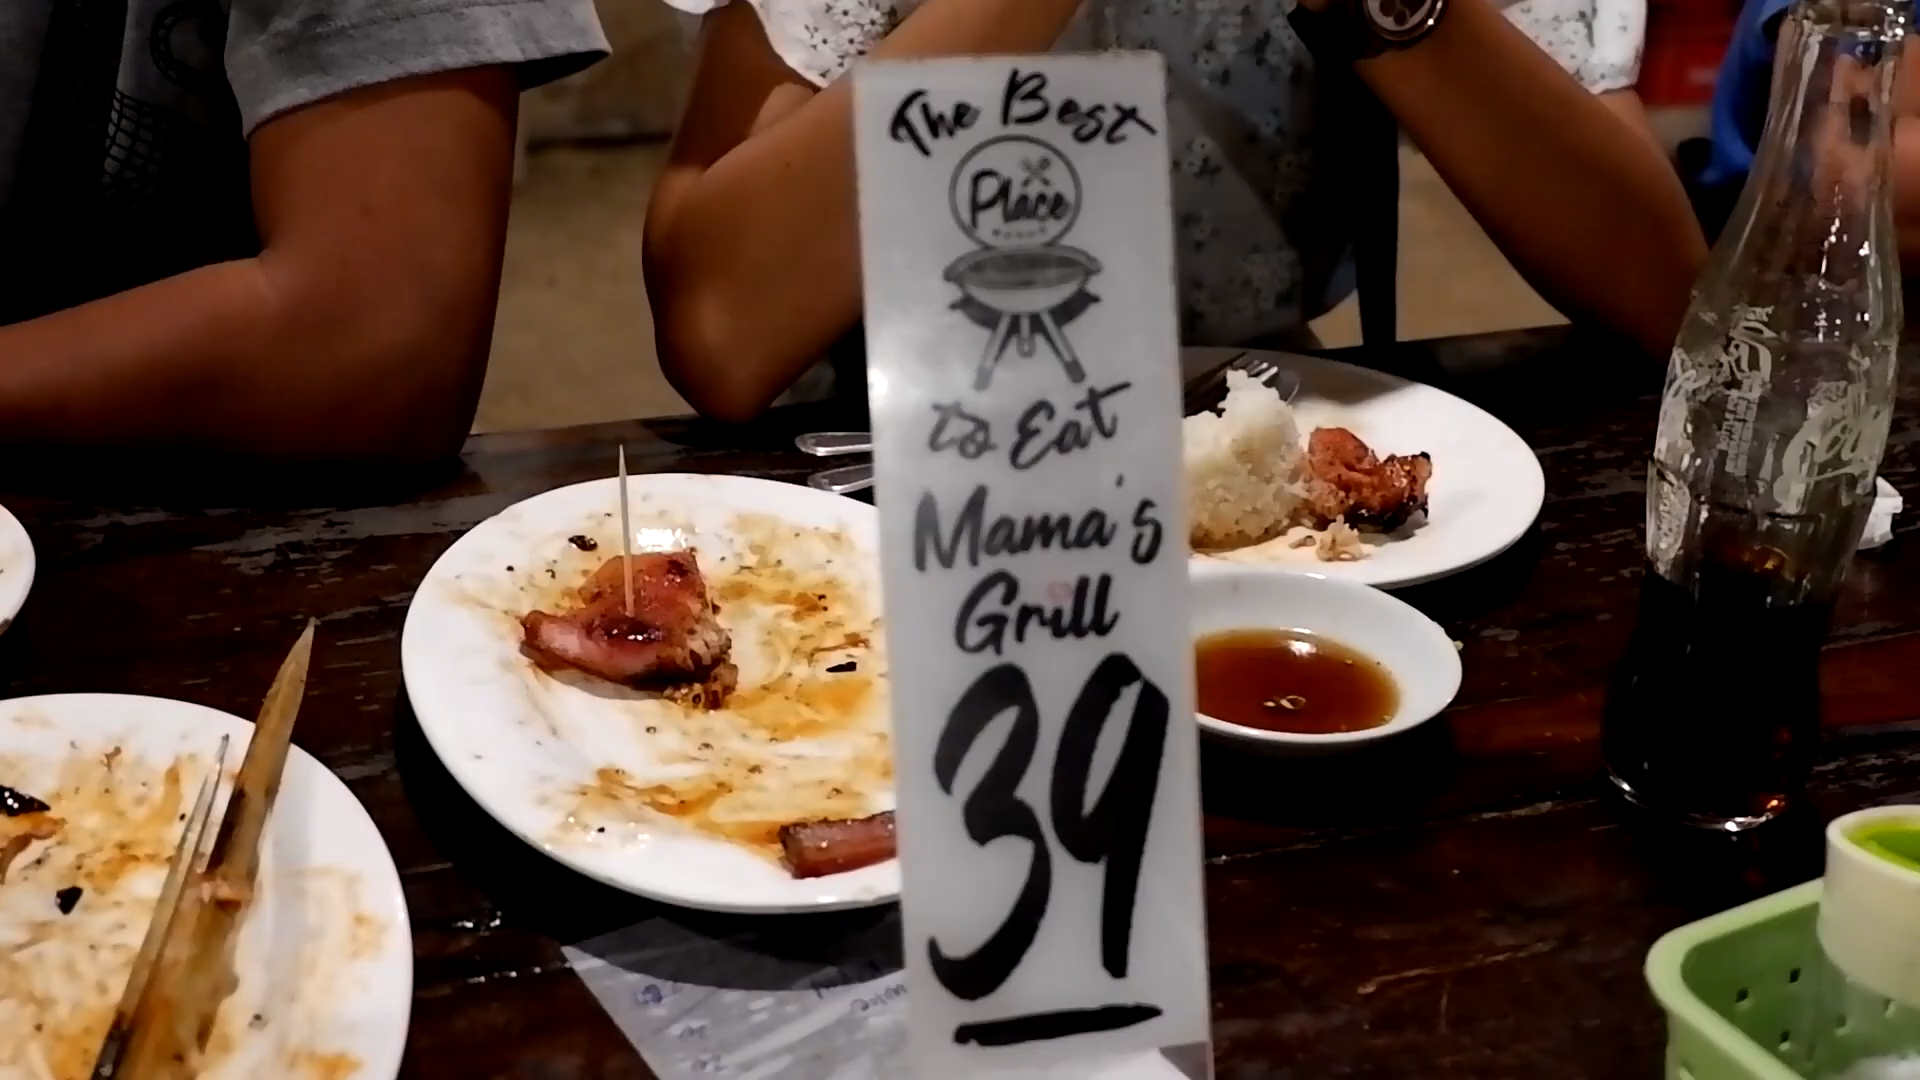 The Best
Place
to Eat
Mama's
Grill
39